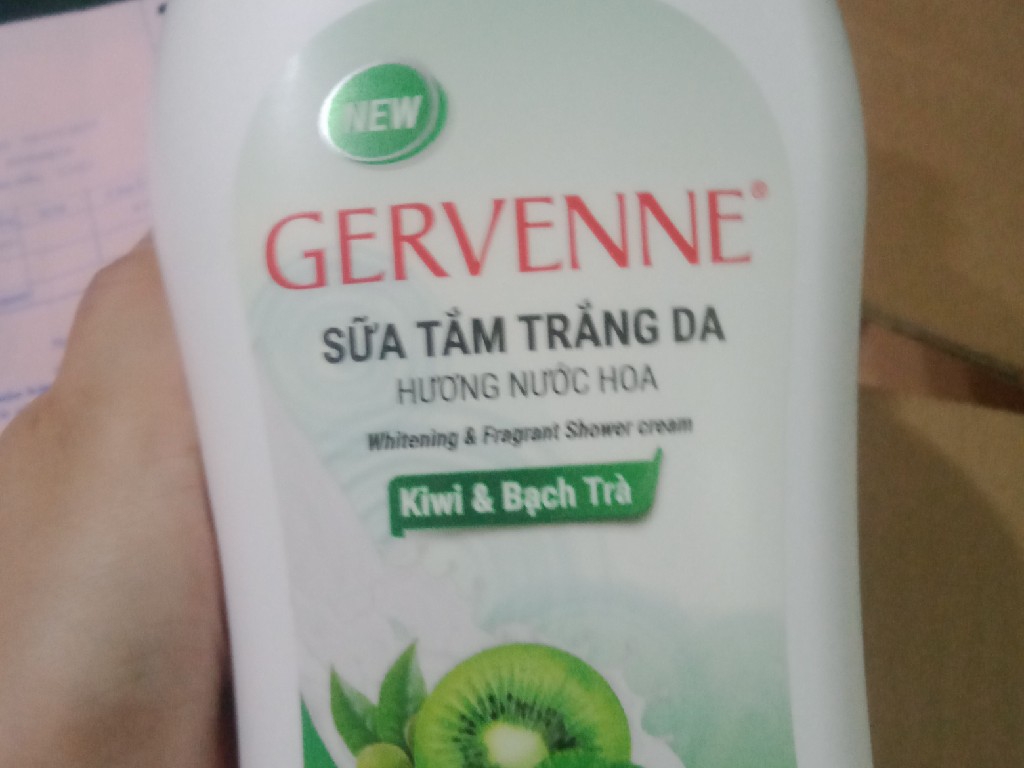 NEW
GERVENNE®
SỮA TẮM TRẮNG DA
HƯƠNG NƯỚC HOA
Whitening & Fragrant Shower cream
Kiwi & Bạch Trà